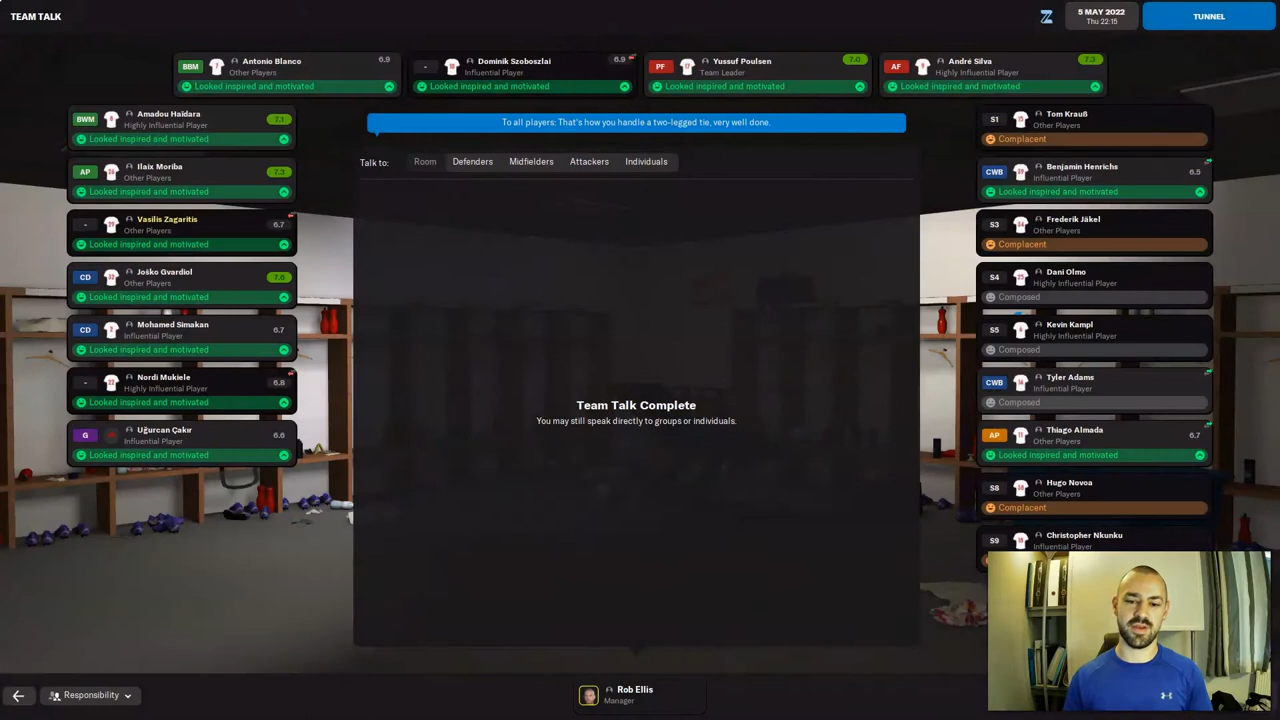 TEAM TALK
5 MAY 2022
Thu 22:15
TUNNEL
BBM
7
Antonio Blanco
6.9
Other Players
Looked inspired and motivated
-
Dominik Szoboszlai
6.9
Influential Player
Looked inspired and motivated
PF
Yussuf Poulsen
7.0
Team Leader
Looked inspired and motivated
AF
André Silva
7.3
Highly Influential Player
Looked inspired and motivated
BWM
Amadou Haïdara
7.1
Highly Influential Player
Looked inspired and motivated
AP
Ilaix Moriba
7.3
Other Players
Looked inspired and motivated
-
Vasilis Zagaritis
6.7
Other Players
Looked inspired and motivated
CD
Joško Gvardiol
Other Players
Looked inspired and motivated
CD
Mohamed Simakan
6.7
Influential Player
Looked inspired and motivated
-
Nordi Mukiele
6.8
Highly Influential Player
Looked inspired and motivated
G
Uğurcan Çakır
6.6
Influential Player
Looked inspired and motivated
To all players: That's how you handle a two-legged tie, very well done.
Talk to:
Room
Defenders
Midfielders
Attackers
Individuals
Team Talk Complete
You may still speak directly to groups or individuals.
S1
Tom Krauß
Other Players
Complacent
CWB
Benjamin Henrichs
6.5
Influential Player
Looked inspired and motivated
S3
Frederik Jäkel
Other Players
Complacent
S4
Dani Olmo
Highly Influential Player
Composed
S5
Kevin Kampl
Highly Influential Player
Composed
CWB
Tyler Adams
Influential Player
Composed
AP
Thiago Almada
6.7
Other Players
Looked inspired and motivated
S8
Hugo Novoa
Other Players
Complacent
S9
Christopher Nkunku
Influential Player
Responsibility
Rob Ellis
Manager